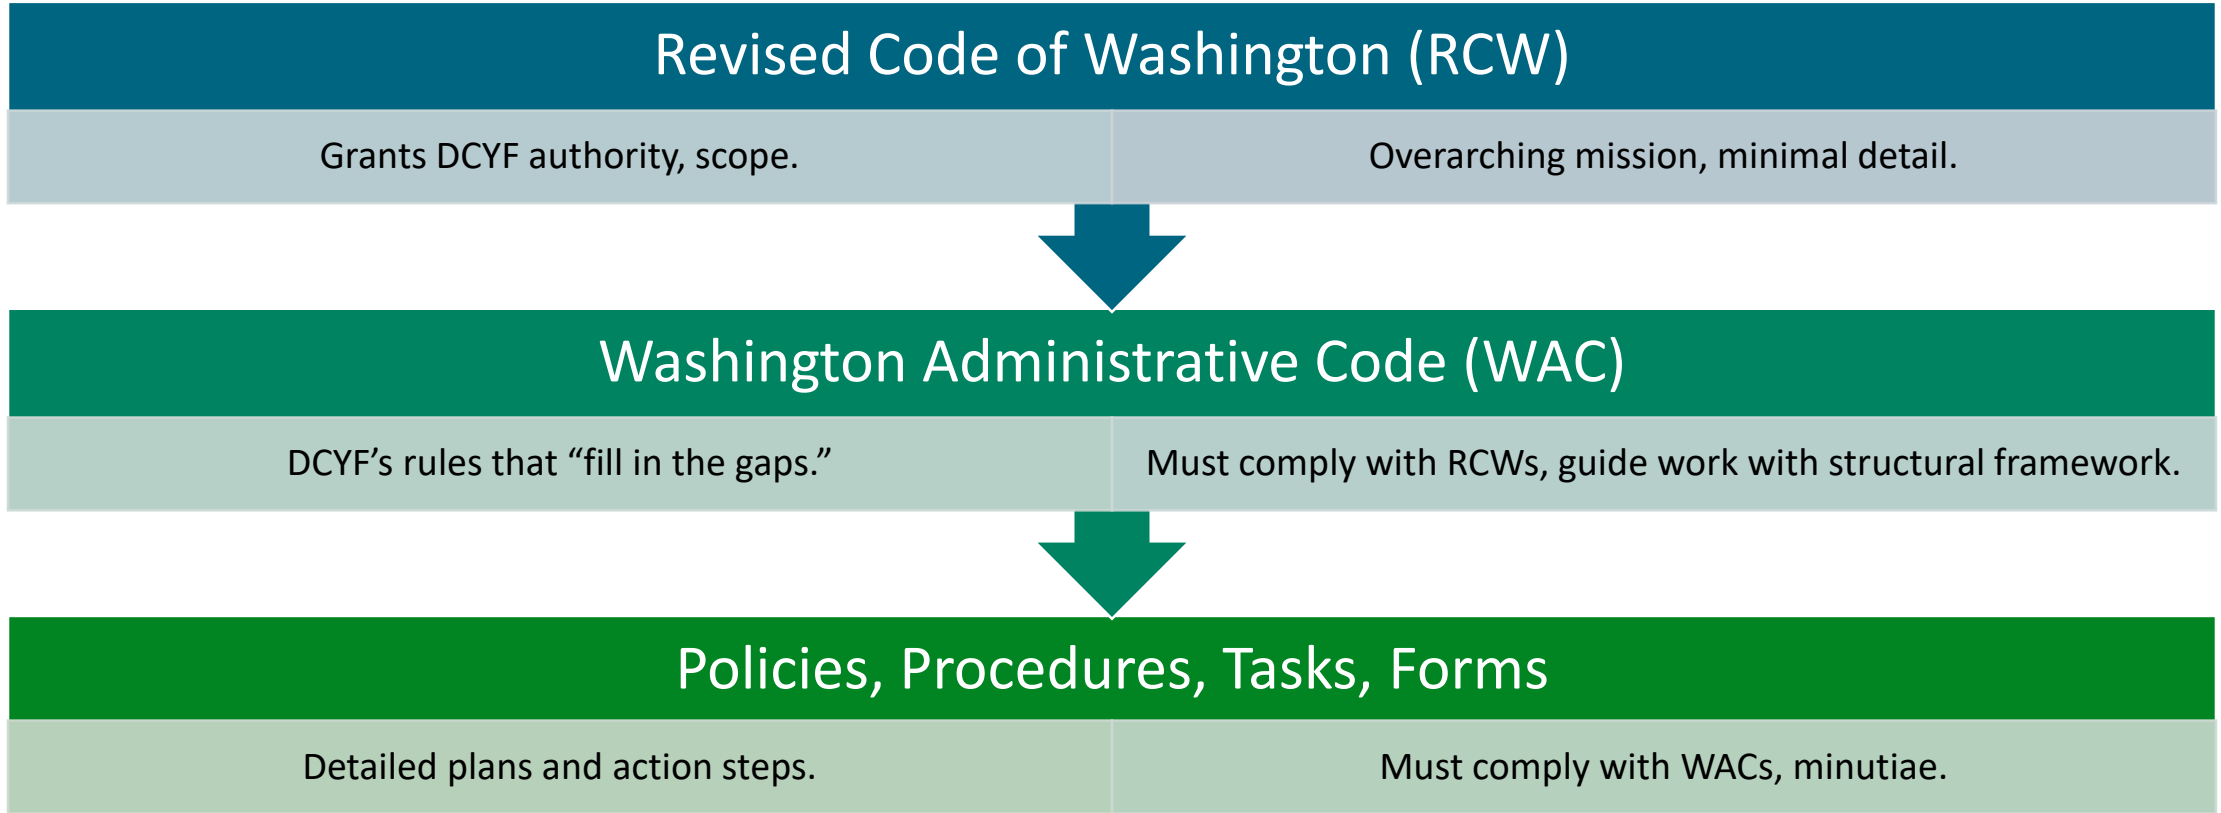 Revised Code of Washington (RCW)
Grants DCYF authority, scope.
Overarching mission, minimal detail.
Washington Administrative Code (WAC)
DCYF’s rules that “fill in the gaps.”
Must comply with RCWs, guide work with structural framework.
Policies, Procedures, Tasks, Forms
Detailed plans and action steps.
Must comply with WACs, minutiae.